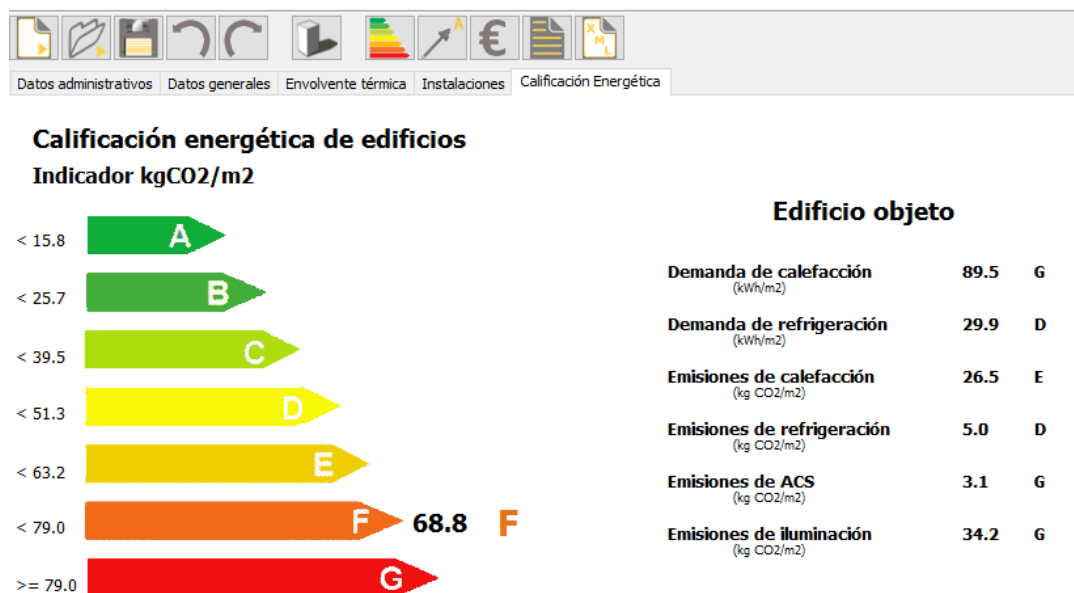 A
€
X
M
L
Datos administrativos Datos generales Envolvente térmica Instalaciones Calificación Energética
Calificación energética de edificios
Indicador kgCO2/m2
< 15.8 A
< 25.7 B
< 39.5 C
< 51.3 D
< 63.2 E
< 79.0 F 68.8 F
>= 79.0 G
Edificio objeto
Demanda de calefacción 89.5 G
(kWh/m2)
Demanda de refrigeración 29.9 D
(kWh/m2)
Emisiones de calefacción 26.5 E
(kg CO2/m2)
Emisiones de refrigeración 5.0 D
(kg CO2/m2)
Emisiones de ACS 3.1 G
(kg CO2/m2)
Emisiones de iluminación 34.2 G
(kg CO2/m2)